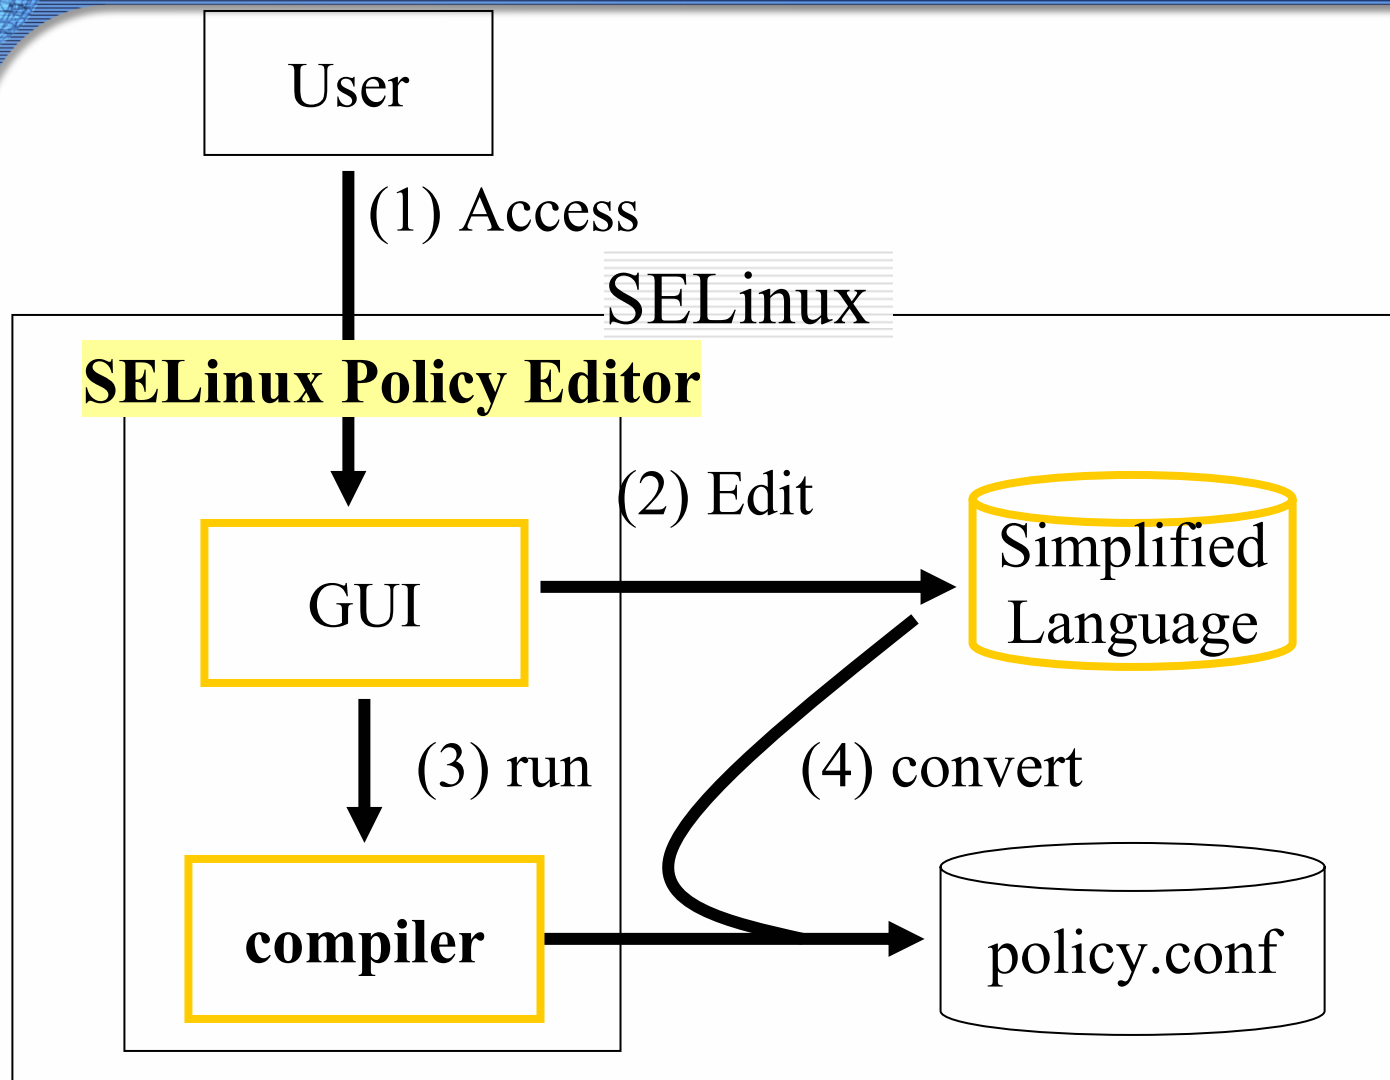 User
(1) Access
SELinux
SELinux Policy Editor
(2) Edit
Simplified
Language
GUI
(3) run
(4) convert
compiler
policy.conf